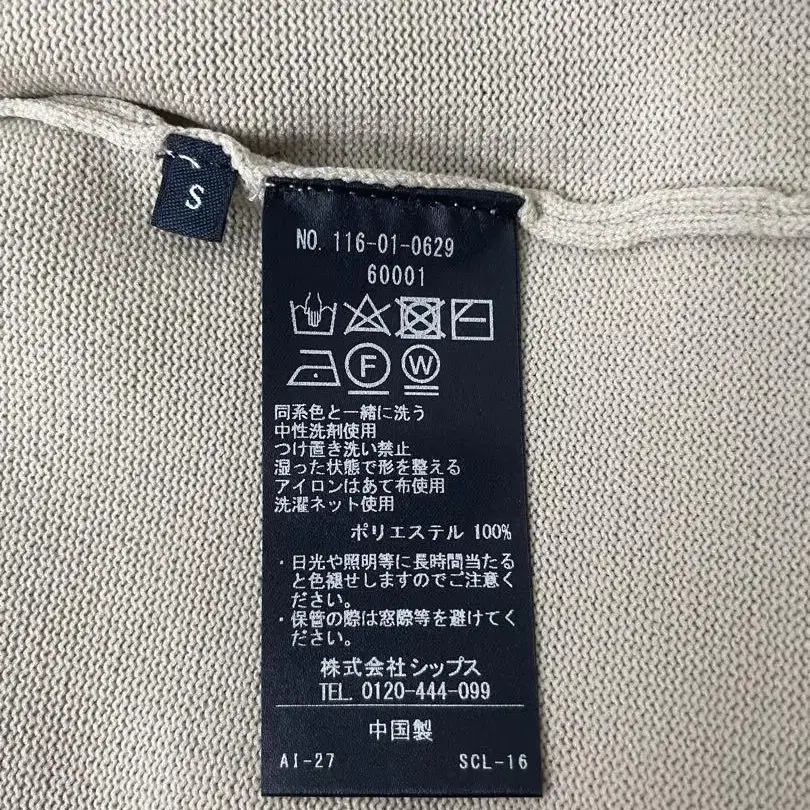 S
NO. 116-01-0629
60001
F W
同系色と一緒に洗う
中性洗剤使用
つけ置き洗い禁止
湿った状態で形を整える
アイロンはあて布使用
洗濯ネット使用
ポリエステル 100%
・日光や照明等に長時間当たる
と色褪せしますのでご注意く
ださい。
・保管の際は窓際等を避けてく
ださい。
株式会社シップス
TEL. 0120-444-099
中国製
AI-27 SCL-16